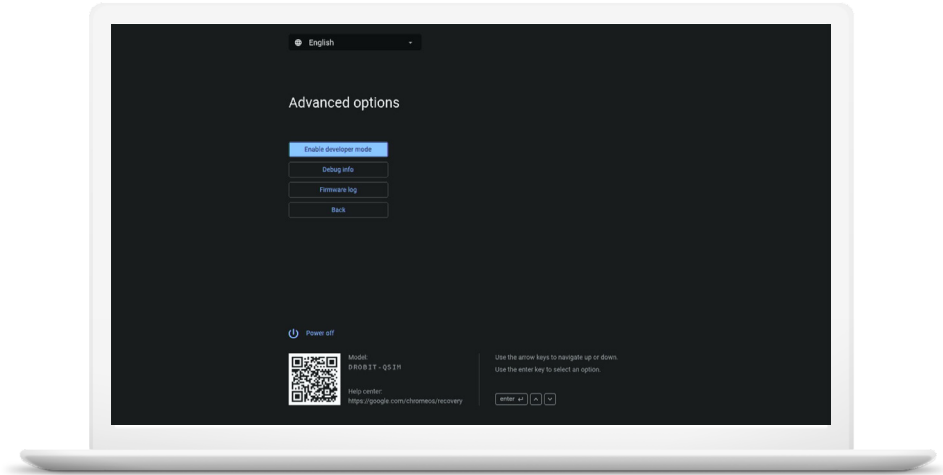 English
Advanced options
Enable developer mode
Debug info
Firmware log
Back
Power off
Model:
DROBIT-QSIM
Help center:
https://google.com/chromeos/recovery
Use the arrow keys to navigate up or down.
Use the enter key to select an option.
enter